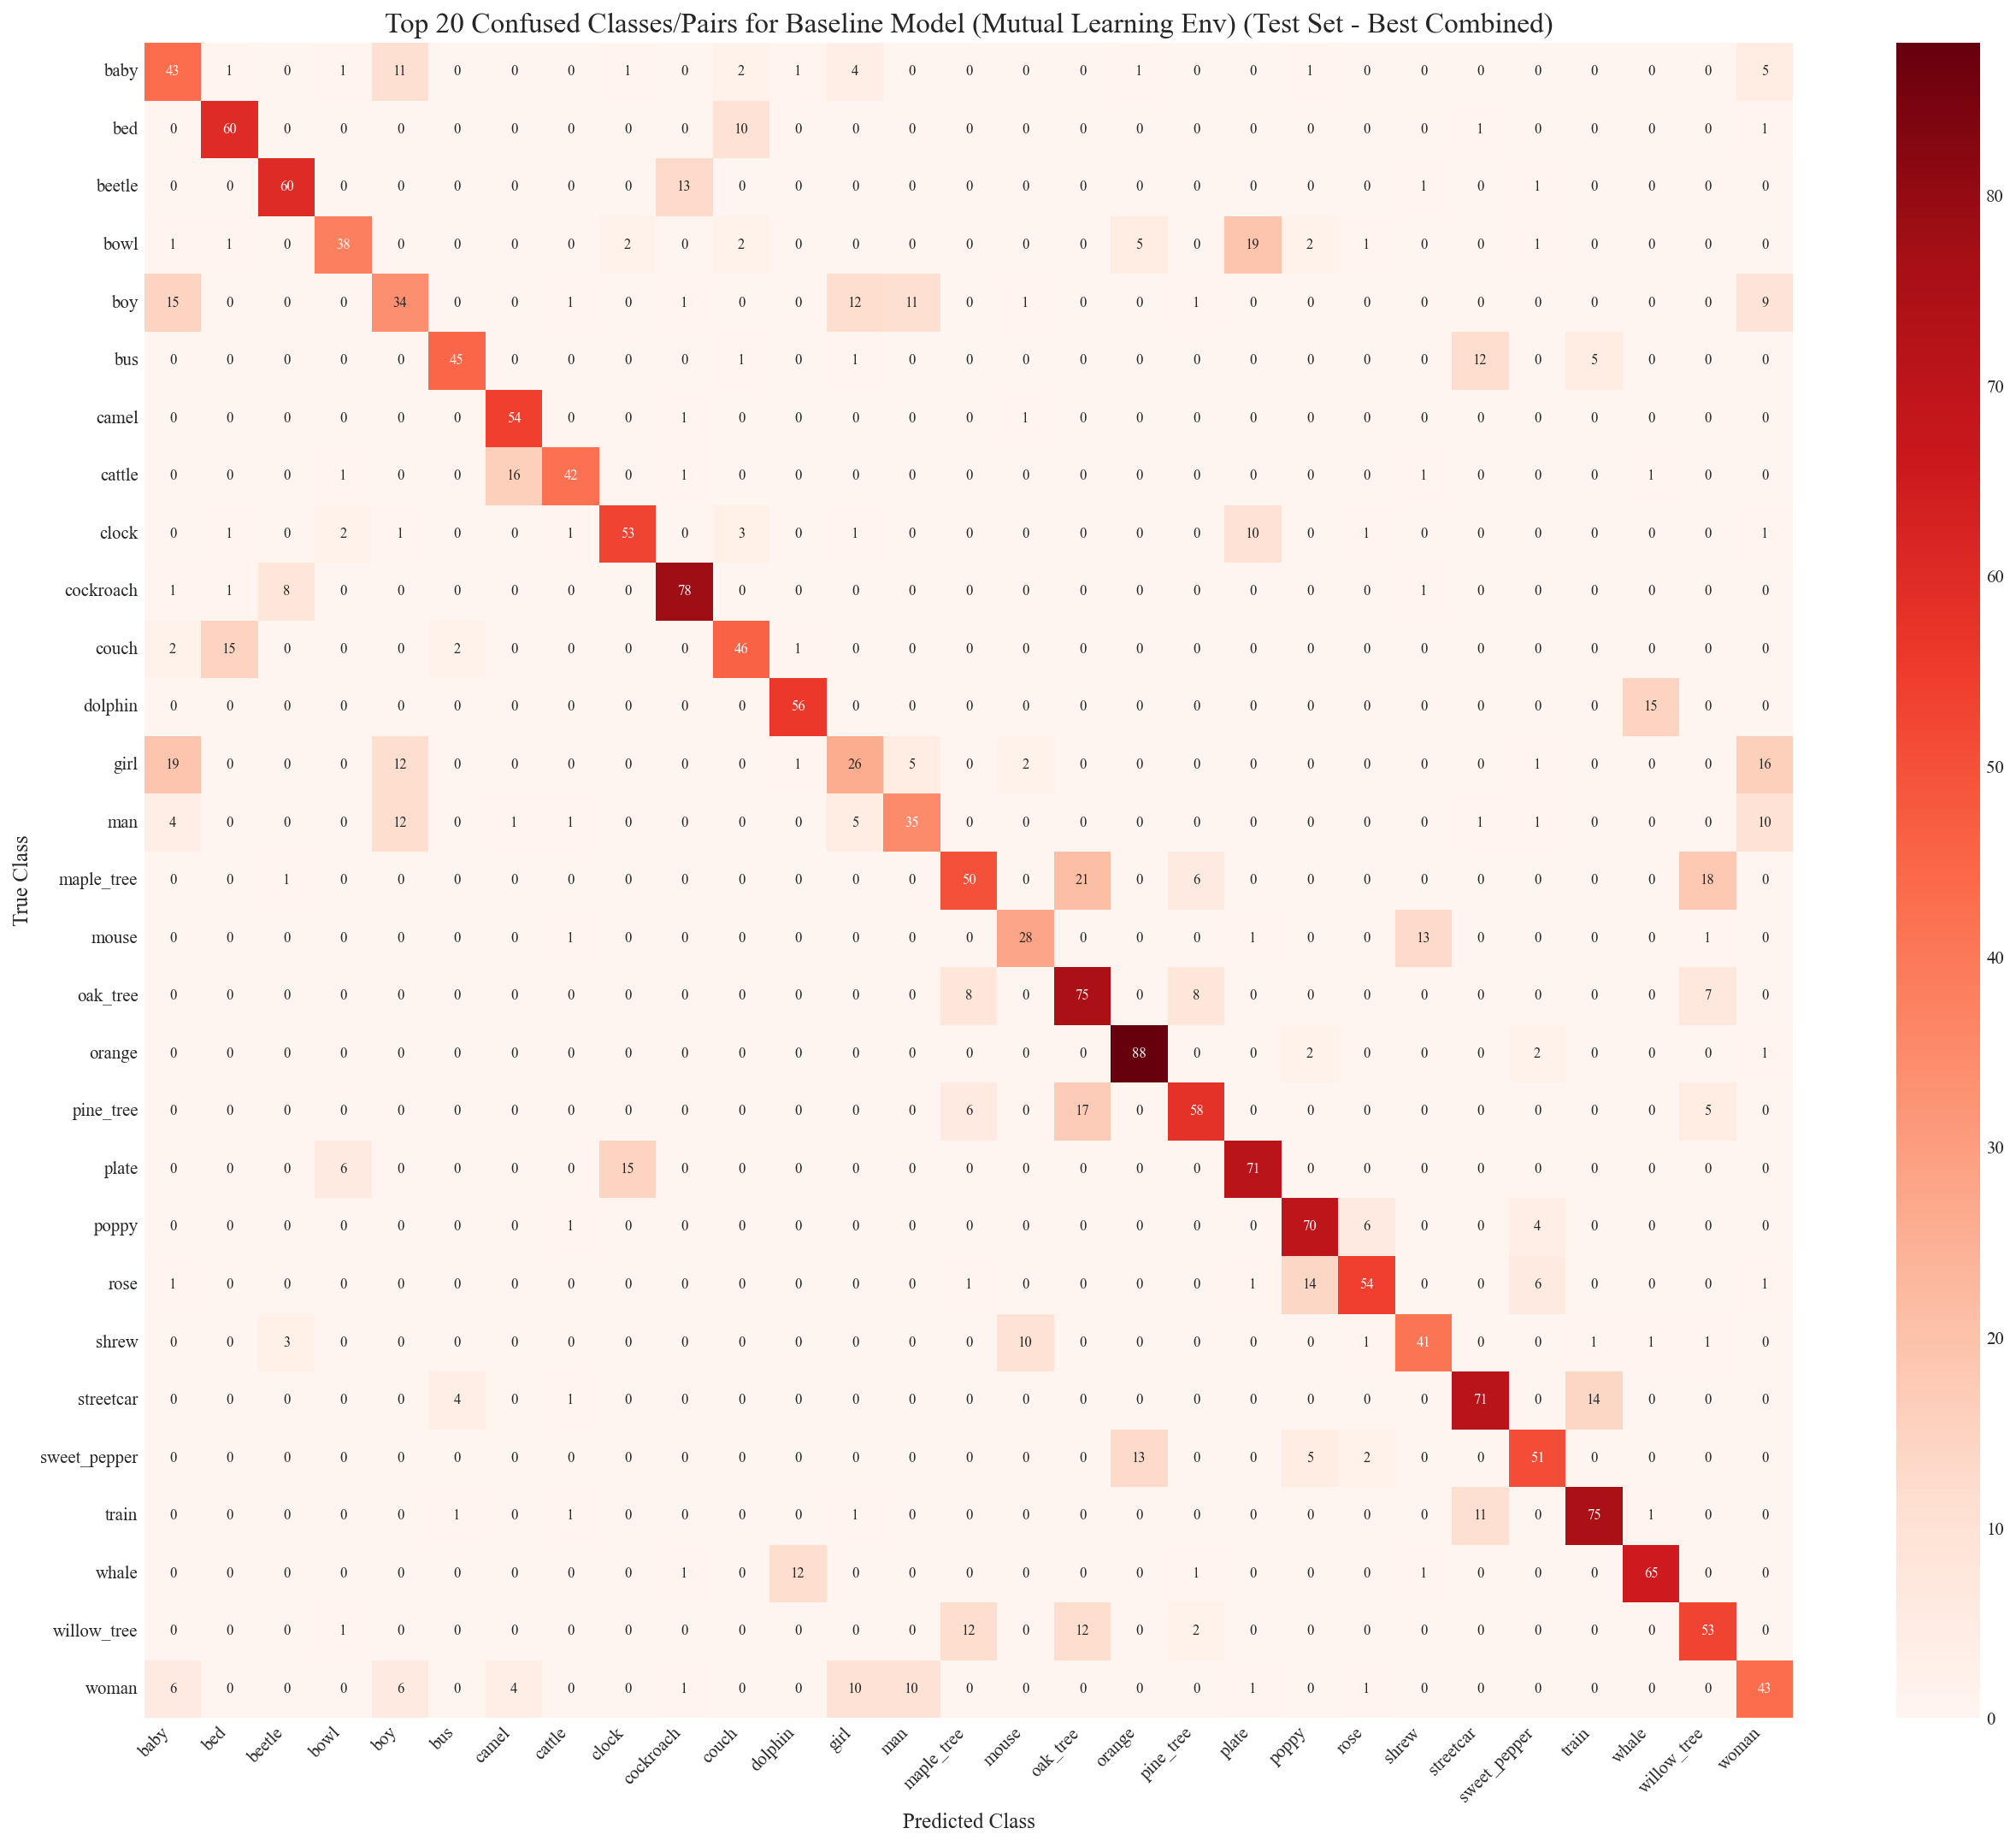 Top 20 Confused Classes/Pairs for Baseline Model (Mutual Learning Env) (Test Set - Best Combined)
baby 43 1 0 1 11 0 0 0 1 0 2 1 4 0 0 0 0 1 0 0 1 0 0 0 0 0 0 0 5
bed 0 60 0 0 0 0 0 0 0 0 10 0 0 0 0 0 0 0 0 0 0 0 0 1 0 0 0 0 1
beetle 0 0 60 0 0 0 0 0 0 13 0 0 0 0 0 0 0 0 0 0 0 0 1 0 1 0 0 0 0
bowl 1 1 0 38 0 0 0 0 2 0 2 0 0 0 0 0 0 5 0 19 2 1 0 0 1 0 0 0 0
boy 15 0 0 0 34 0 0 1 0 1 0 0 12 11 0 1 0 0 1 0 0 0 0 0 0 0 0 0 9
bus 0 0 0 0 0 45 0 0 0 0 1 0 1 0 0 0 0 0 0 0 0 0 0 12 0 5 0 0 0
camel 0 0 0 0 0 0 54 0 0 1 0 0 0 0 0 1 0 0 0 0 0 0 0 0 0 0 0 0 0
cattle 0 0 0 1 0 0 16 42 0 1 0 0 0 0 0 0 0 0 0 0 0 0 1 0 0 0 1 0 0
clock 0 1 0 2 1 0 0 1 53 0 3 0 1 0 0 0 0 0 0 10 0 1 0 0 0 0 0 0 1
cockroach 1 1 8 0 0 0 0 0 0 78 0 0 0 0 0 0 0 0 0 0 0 0 1 0 0 0 0 0 0
couch 2 15 0 0 0 2 0 0 0 0 46 1 0 0 0 0 0 0 0 0 0 0 0 0 0 0 0 0 0
dolphin 0 0 0 0 0 0 0 0 0 0 0 56 0 0 0 0 0 0 0 0 0 0 0 0 0 0 15 0 0
girl 19 0 0 0 12 0 0 0 0 0 0 1 26 5 0 2 0 0 0 0 0 0 0 0 1 0 0 0 16
man 4 0 0 0 12 0 1 1 0 0 0 0 5 35 0 0 0 0 0 0 0 0 0 1 1 0 0 0 10
maple_tree 0 0 1 0 0 0 0 0 0 0 0 0 0 0 50 0 21 0 6 0 0 0 0 0 0 0 0 18 0
mouse 0 0 0 0 0 0 0 1 0 0 0 0 0 0 0 28 0 0 0 1 0 0 13 0 0 0 0 1 0
oak_tree 0 0 0 0 0 0 0 0 0 0 0 0 0 0 8 0 75 0 8 0 0 0 0 0 0 0 0 7 0
orange 0 0 0 0 0 0 0 0 0 0 0 0 0 0 0 0 0 88 0 0 2 0 0 0 2 0 0 0 1
pine_tree 0 0 0 0 0 0 0 0 0 0 0 0 0 0 6 0 17 0 58 0 0 0 0 0 0 0 0 5 0
plate 0 0 0 6 0 0 0 0 15 0 0 0 0 0 0 0 0 0 0 71 0 0 0 0 0 0 0 0 0
poppy 0 0 0 0 0 0 0 1 0 0 0 0 0 0 0 0 0 0 0 0 70 6 0 0 4 0 0 0 0
rose 1 0 0 0 0 0 0 0 0 0 0 0 0 0 1 0 0 0 0 1 14 54 0 0 6 0 0 0 1
shrew 0 0 3 0 0 0 0 0 0 0 0 0 0 0 0 10 0 0 0 0 0 1 41 0 0 1 1 1 0
streetcar 0 0 0 0 0 4 0 1 0 0 0 0 0 0 0 0 0 0 0 0 0 0 0 71 0 14 0 0 0
sweet_pepper 0 0 0 0 0 0 0 0 0 0 0 0 0 0 0 0 0 13 0 0 5 2 0 0 51 0 0 0 0
train 0 0 0 0 0 1 0 1 0 0 0 0 1 0 0 0 0 0 0 0 0 0 0 11 0 75 1 0 0
whale 0 0 0 0 0 0 0 0 0 1 0 12 0 0 0 0 0 0 1 0 0 0 1 0 0 0 65 0 0
willow_tree 0 0 0 1 0 0 0 0 0 0 0 0 0 0 12 0 12 0 2 0 0 0 0 0 0 0 0 53 0
woman 6 0 0 0 6 0 4 0 0 1 0 0 10 10 0 0 0 0 0 1 0 1 0 0 0 0 0 0 43
baby bed beetle bowl boy bus camel cattle clock cockroach couch dolphin girl man maple_tree mouse oak_tree orange pine_tree plate poppy rose shrew streetcar sweet_pepper train whale willow_tree woman
Predicted Class
True Class
80
70
60
50
40
30
20
10
0